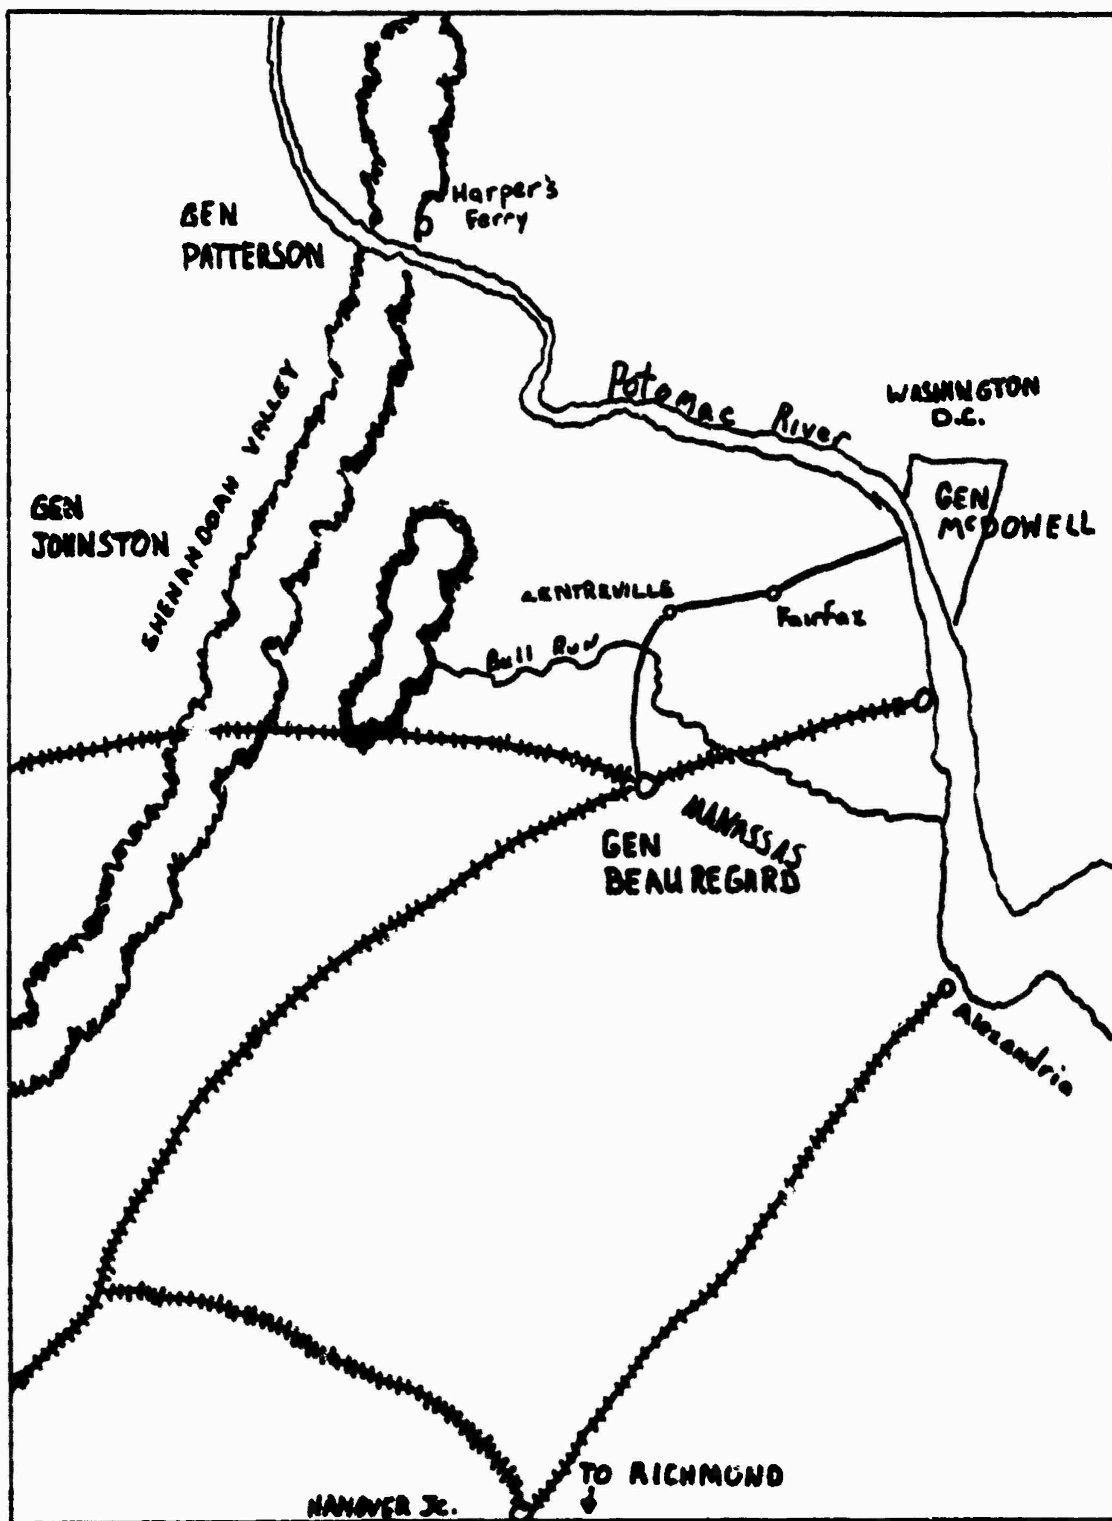 Harper's
Ferry
GEN
PATTERSON
Potomac River
WASHINGTON
D.C.
GEN
McDOWELL
SHENANDOAH VALLEY
GEN
JOHNSTON
CENTREVILLE
Fairfax
Bull Run
MANASSAS
GEN
BEAUREGARD
Alexandria
TO RICHMOND
HANOVER Jc.